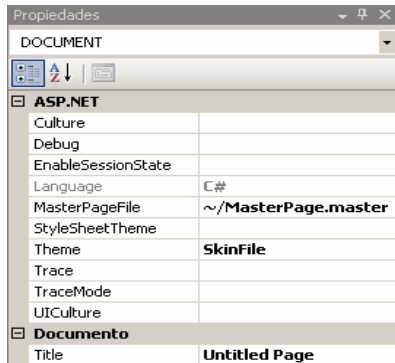 Propiedades
DOCUMENT
ASP.NET
Culture
Debug
EnableSessionState
Language C#
MasterPageFile ~/MasterPage.master
StyleSheetTheme
Theme SkinFile
Trace
TraceMode
UICulture
Documento
Title Untitled Page